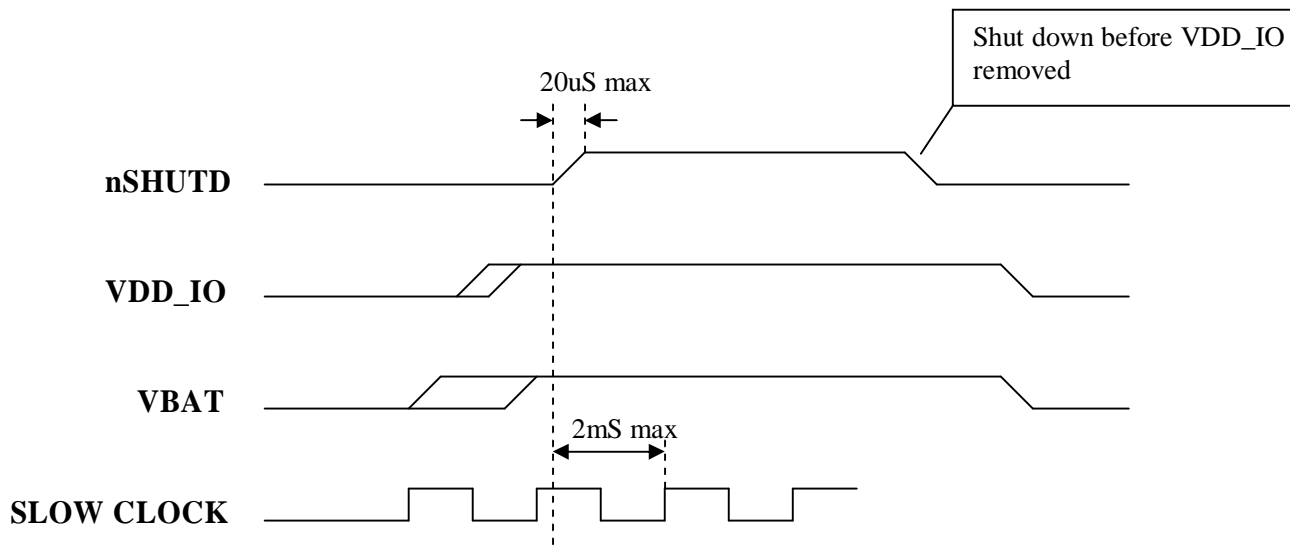 Shut down before VDD_IO
removed
20uS max
nSHUTD
VDD_IO
VBAT
2mS max
SLOW CLOCK